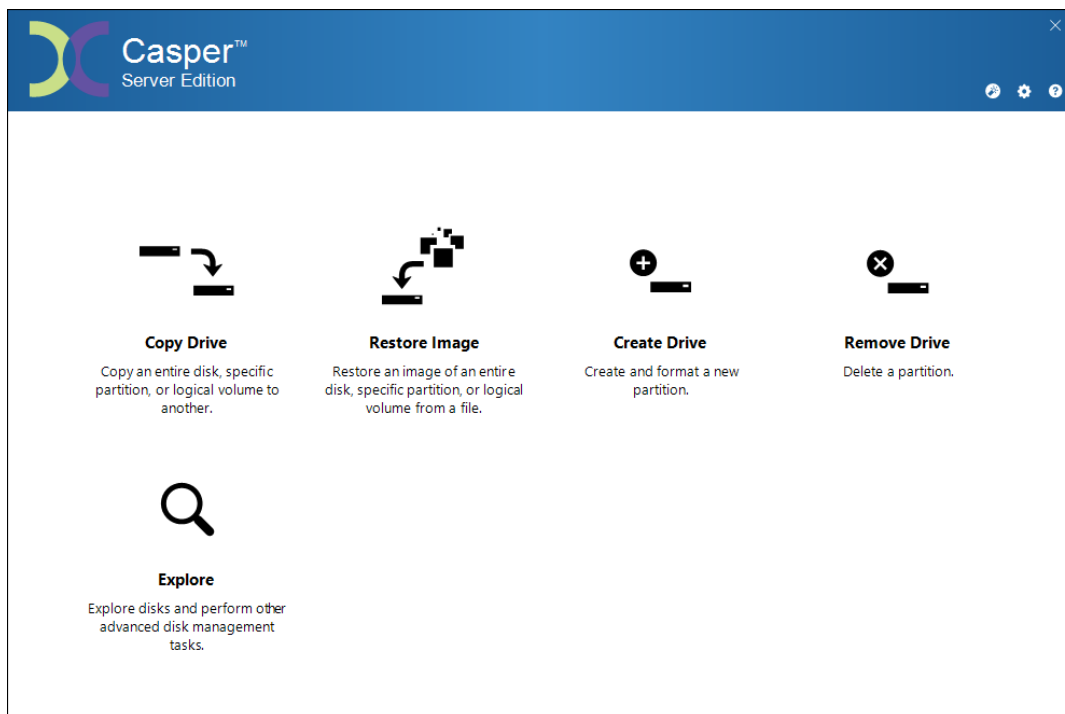 Casper™
Server Edition
Copy Drive
Copy an entire disk, specific
partition, or logical volume to
another.
Restore Image
Restore an image of an entire
disk, specific partition, or logical
volume from a file.
Create Drive
Create and format a new
partition.
Remove Drive
Delete a partition.
Explore
Explore disks and perform other
advanced disk management
tasks.